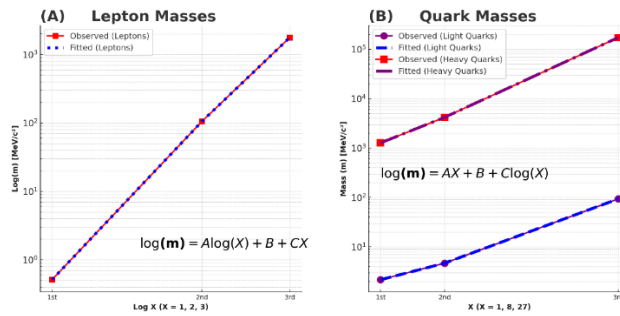 (A) Lepton Masses
Observed (Leptons)
Fitted (Leptons)
10³
10²
10¹
10⁰
Log(m) [MeV/c²]
log(m) = Alog(X) + B + CX
1st
2nd
3rd
Log X (X = 1, 2, 3)
(B) Quark Masses
Observed (Light Quarks)
Fitted (Light Quarks)
Observed (Heavy Quarks)
Fitted (Heavy Quarks)
10⁵
10⁴
10³
10²
10¹
Mass (m) [MeV/c²]
log(m) = AX + B + Clog(X)
1st
2nd
3r
X (X = 1, 8, 27)